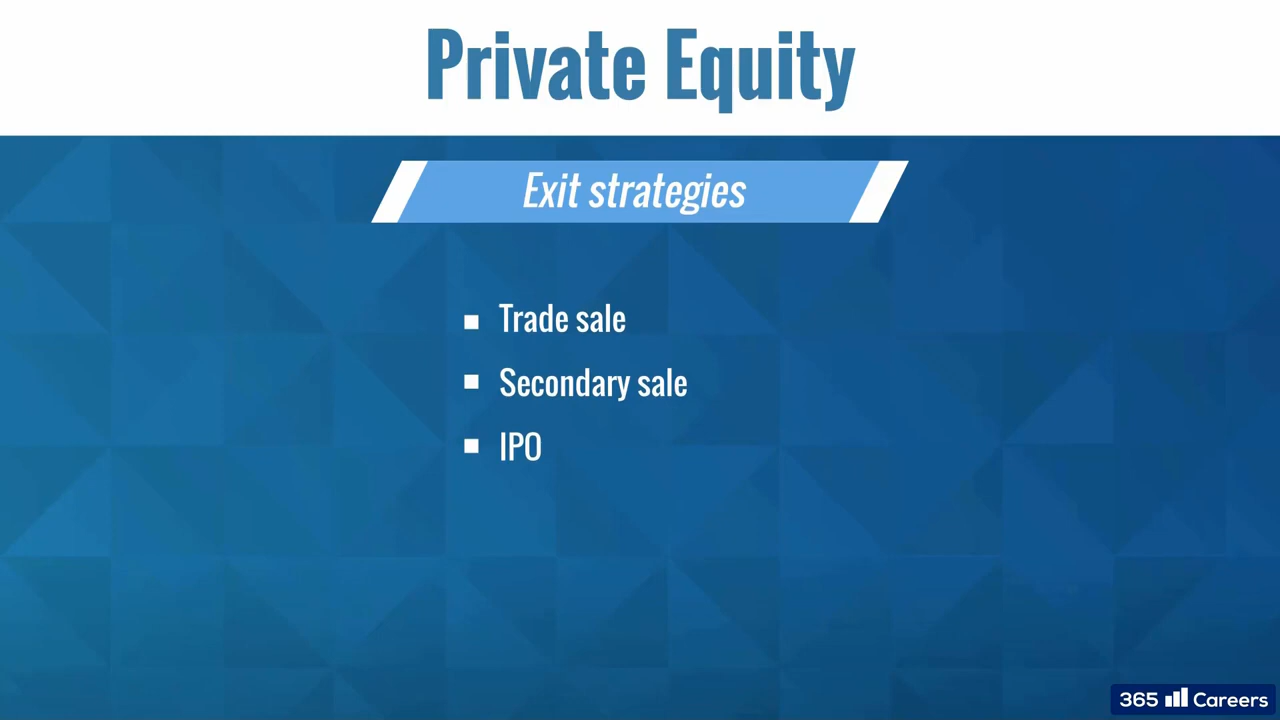 Private Equity
Exit strategies
Trade sale
Secondary sale
IPO
365 Careers